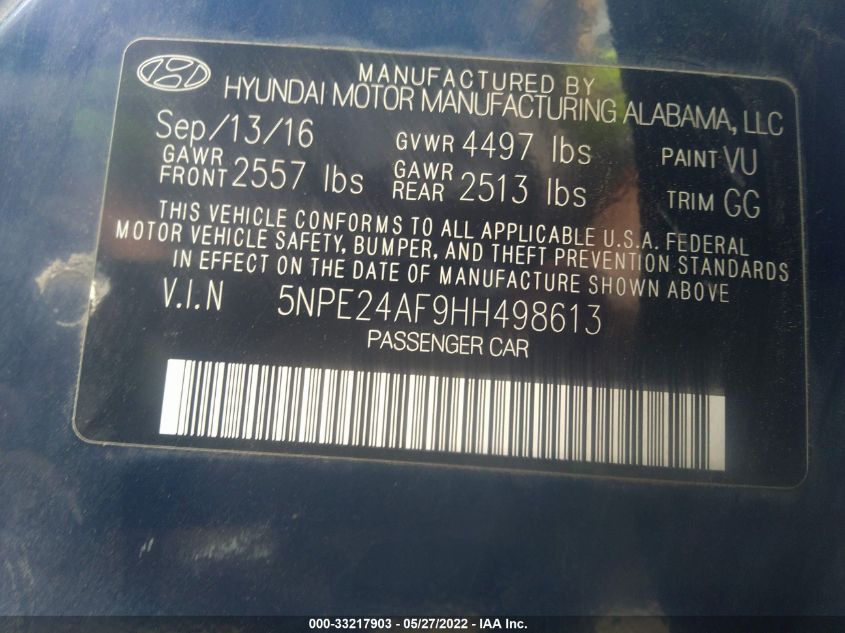 MANUFACTURED BY
HYUNDAI MOTOR MANUFACTURING ALABAMA, LLC
Sep/13/16 GVWR 4497 lbs PAINT VU
GAWR FRONT 2557 lbs GAWR REAR 2513 lbs TRIM GG
THIS VEHICLE CONFORMS TO ALL APPLICABLE U.S.A. FEDERAL
MOTOR VEHICLE SAFETY, BUMPER, AND THEFT PREVENTION STANDARDS
IN EFFECT ON THE DATE OF MANUFACTURE SHOWN ABOVE
V.I.N 5NPE24AF9HH498613
PASSENGER CAR
000-33217903 - 05/27/2022 - IAA Inc.